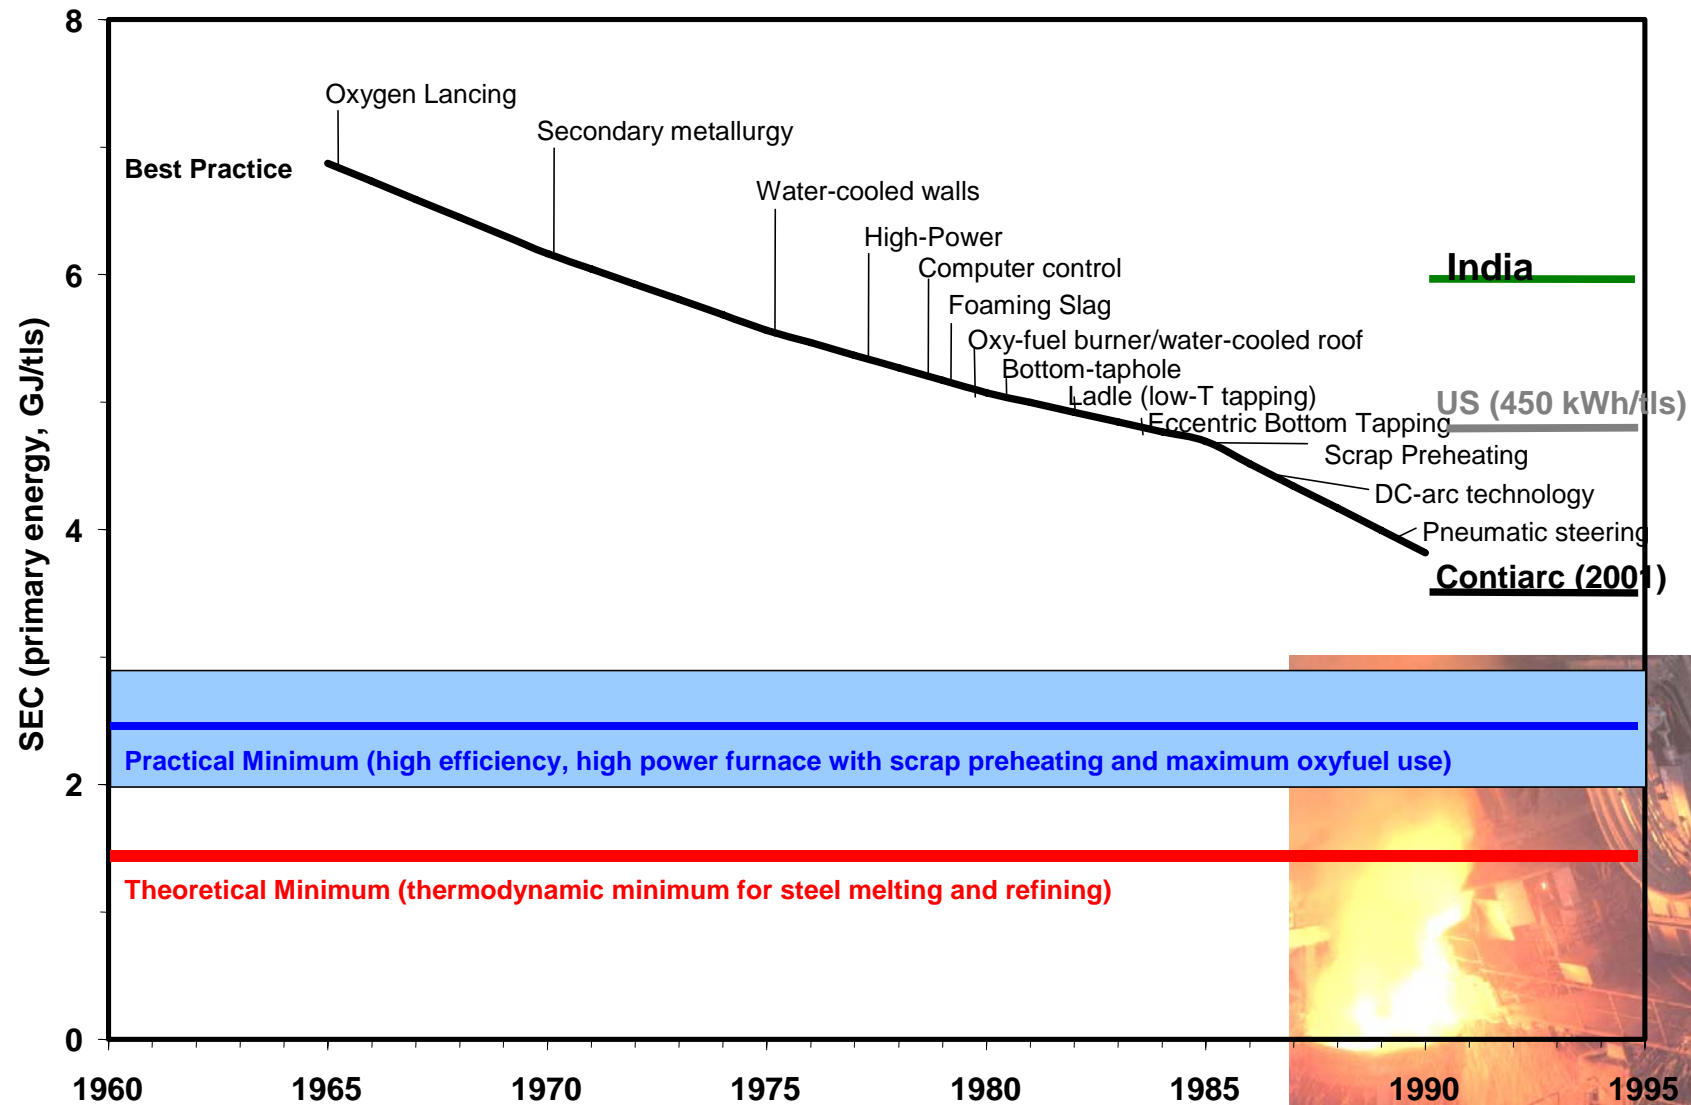 8
Oxygen Lancing
Secondary metallurgy
Best Practice
Water-cooled walls
High-Power
Computer control
6
India
Foaming Slag
Oxy-fuel burner/water-cooled roof
Bottom-taphole
Ladle (low-T tapping)
US (450 kWh/tls)
Eccentric Bottom Tapping
Scrap Preheating
DC-arc technology
4
Pneumatic steering
Contiarc (2001)
SEC (primary energy, GJ/tls)
Practical Minimum (high efficiency, high power furnace with scrap preheating and maximum oxyfuel use)
2
Theoretical Minimum (thermodynamic minimum for steel melting and refining)
0
1960 1965 1970 1975 1980 1985 1990 1995